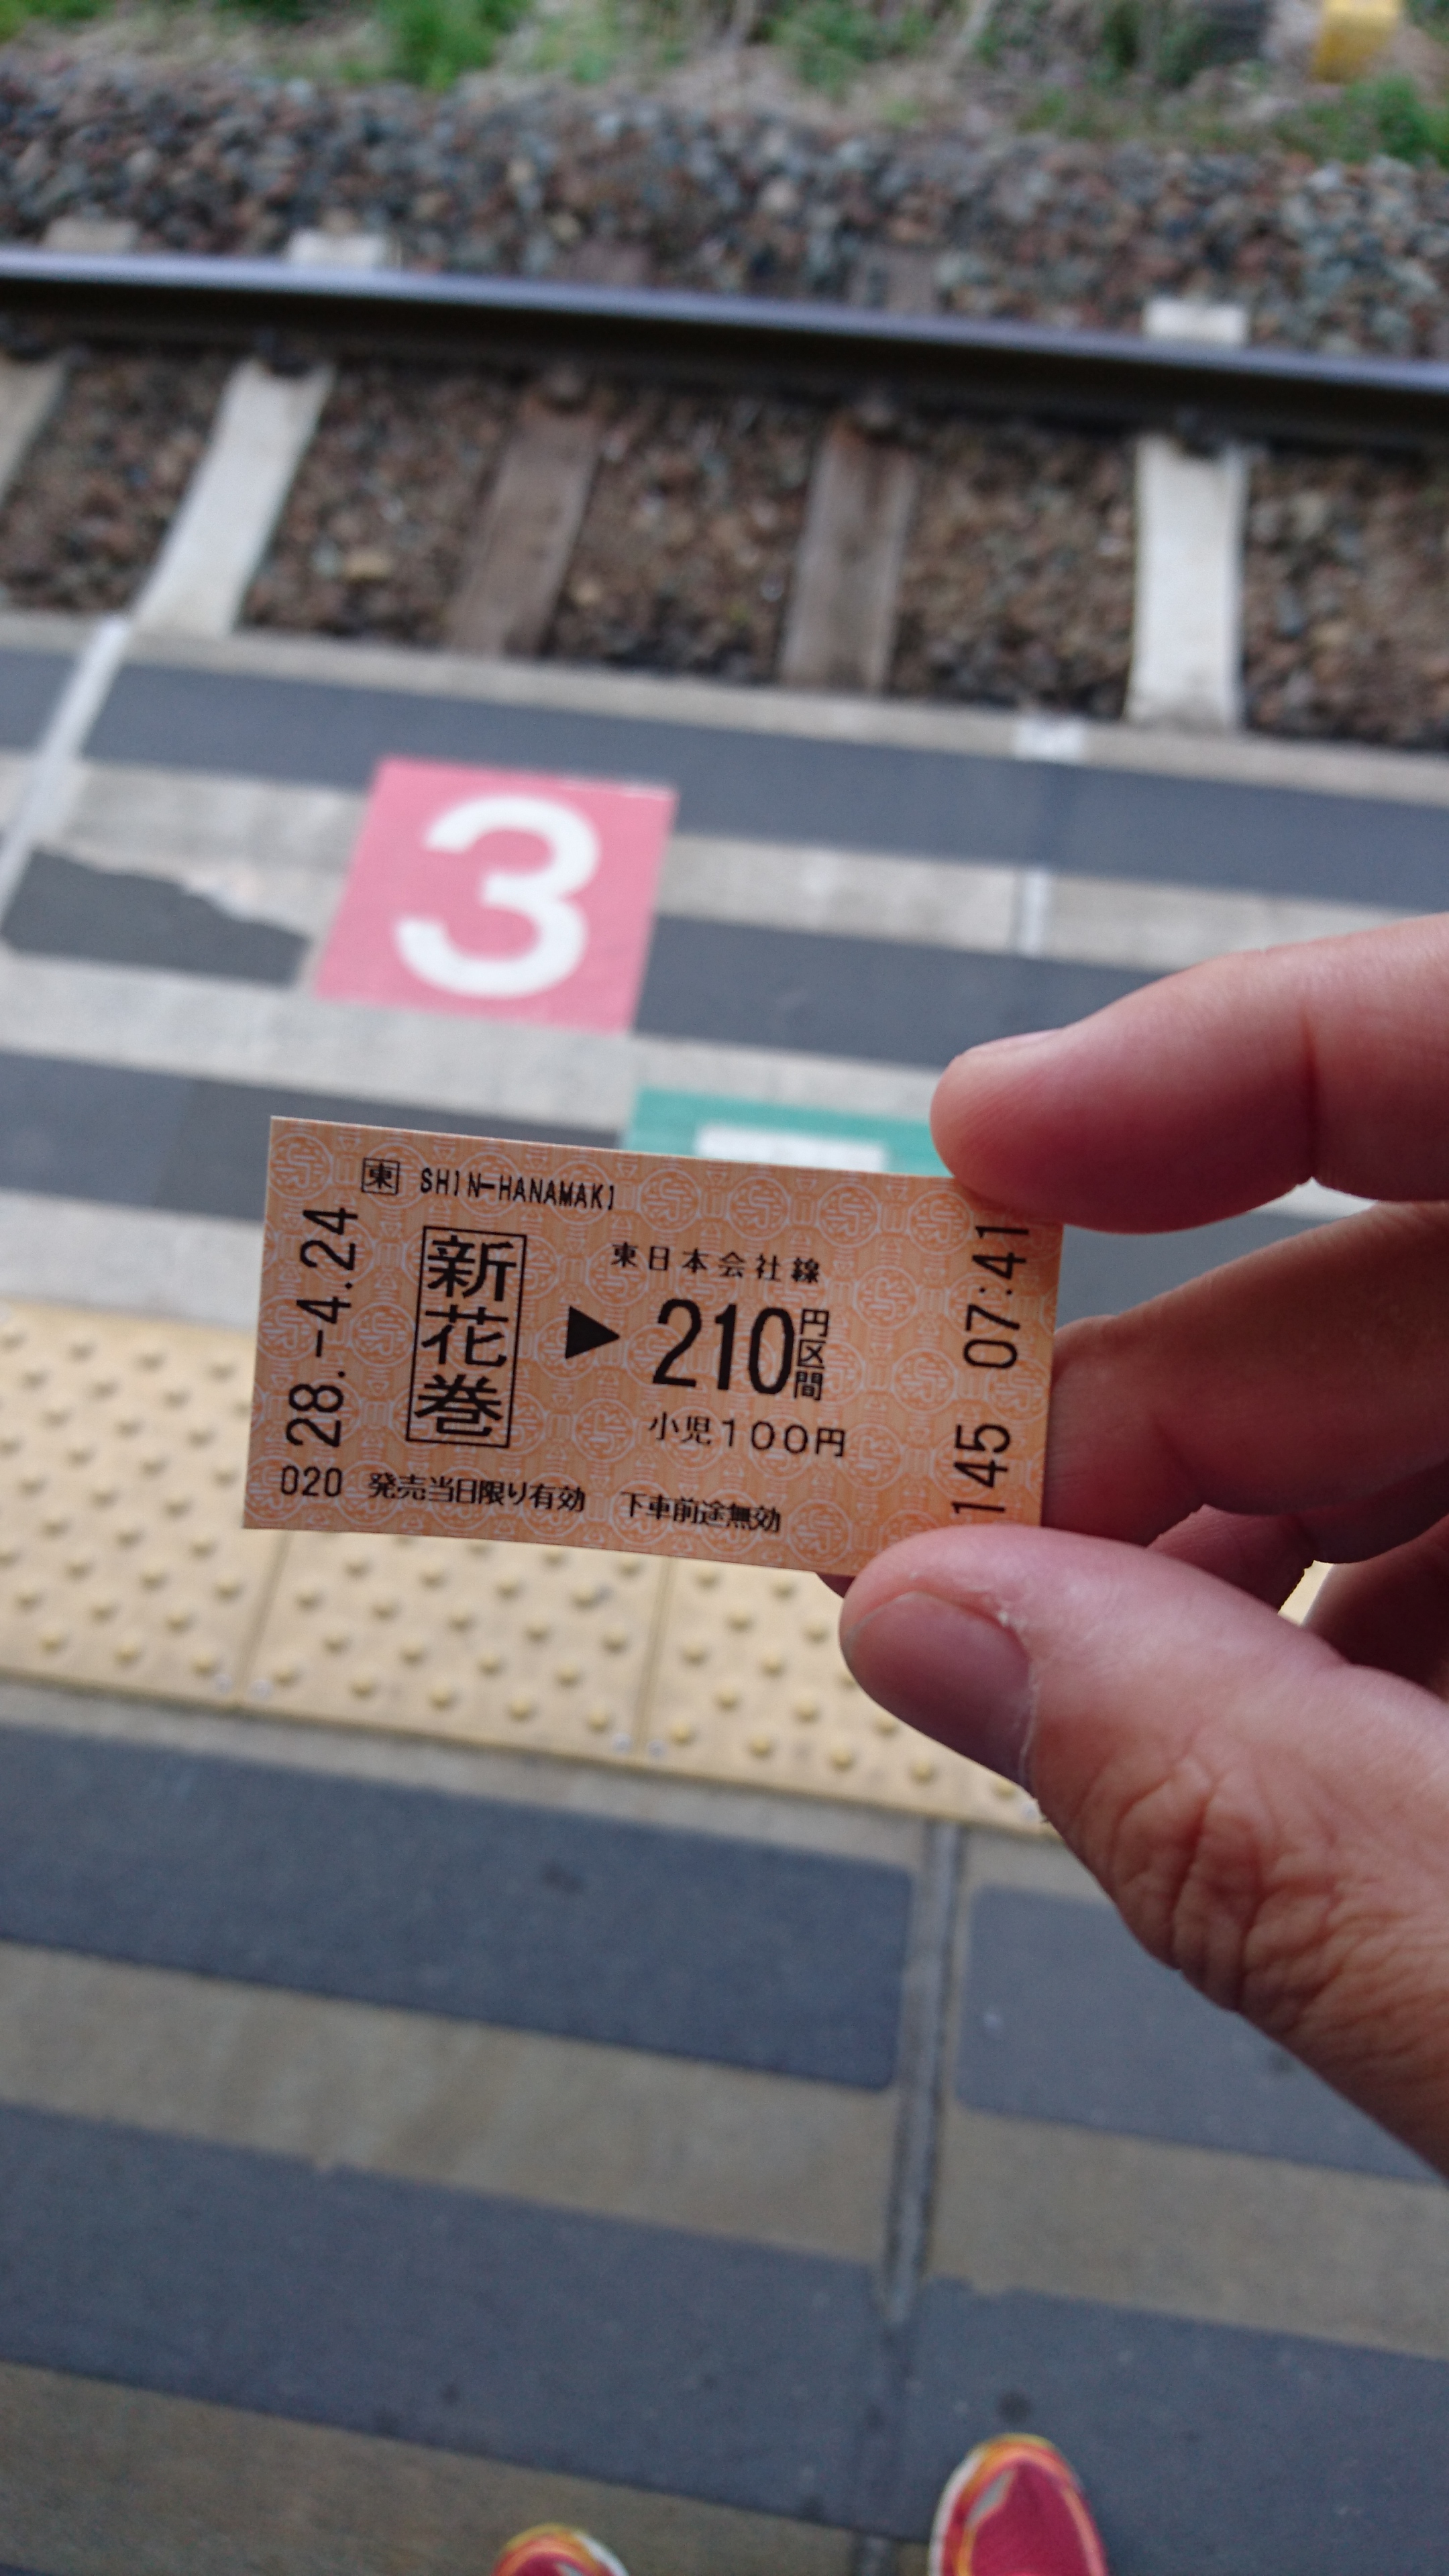 3
東 SHIN-HANAMAKI
28.-4.24
新花巻
東日本会社線
▶ 210円区間
小児100円
020 発売当日限り有効 下車前途無効
145 07:41